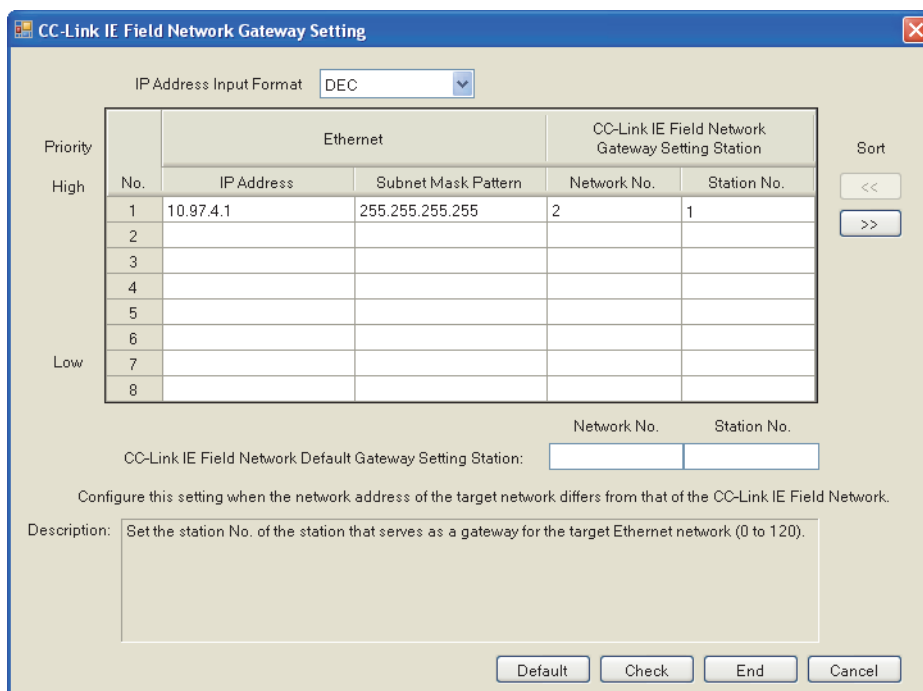 CC-Link IE Field Network Gateway Setting
IP Address Input Format DEC
Priority
High
Low
Ethernet
CC-Link IE Field Network
Gateway Setting Station
Sort
No. IP Address Subnet Mask Pattern Network No. Station No.
<<
>>
1 10.97.4.1 255.255.255.255 2 1
2
3
4
5
6
7
8
Network No. Station No.
CC-Link IE Field Network Default Gateway Setting Station:
Configure this setting when the network address of the target network differs from that of the CC-Link IE Field Network.
Description: Set the station No. of the station that serves as a gateway for the target Ethernet network (0 to 120).
Default Check End Cancel